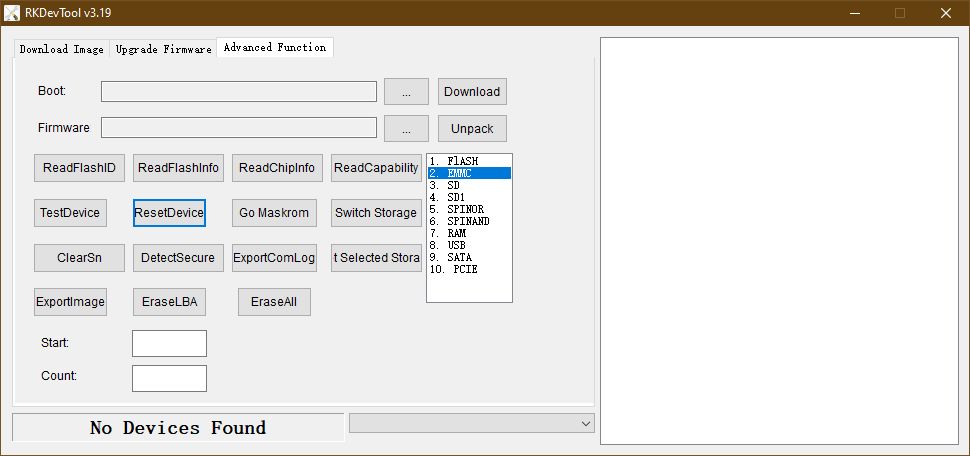 RKDevTool v3.19
Download Image Upgrade Firmware Advanced Function
Boot: ... Download
Firmware ... Unpack
ReadFlashID ReadFlashInfo ReadChipInfo ReadCapability
TestDevice ResetDevice Go Maskrom Switch Storage
ClearSn DetectSecure ExportComLog t Selected Stora
ExportImage EraseLBA EraseAll
1. FlASH
2. EMMC
3. SD
4. SD1
5. SPINOR
6. SPINAND
7. RAM
8. USB
9. SATA
10. PCIE
Start:
Count:
No Devices Found